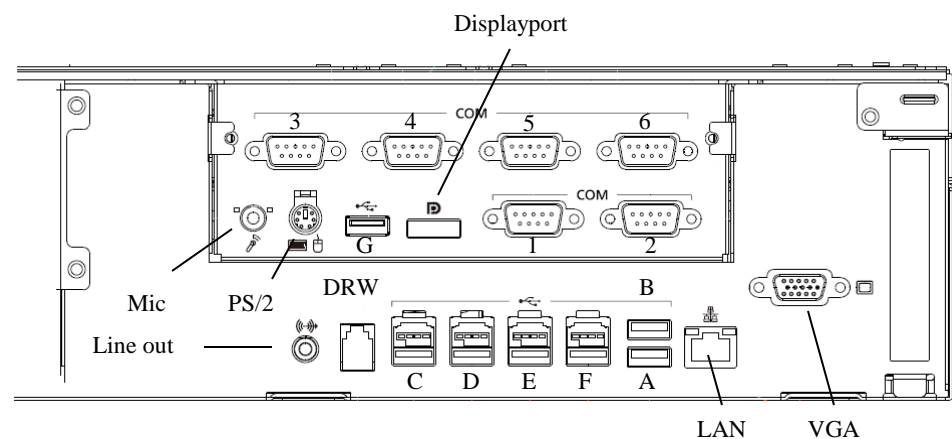 Displayport
COM
3 4 5 6
COM
G 1 2
Mic PS/2 DRW B
Line out
C D E F A
LAN VGA